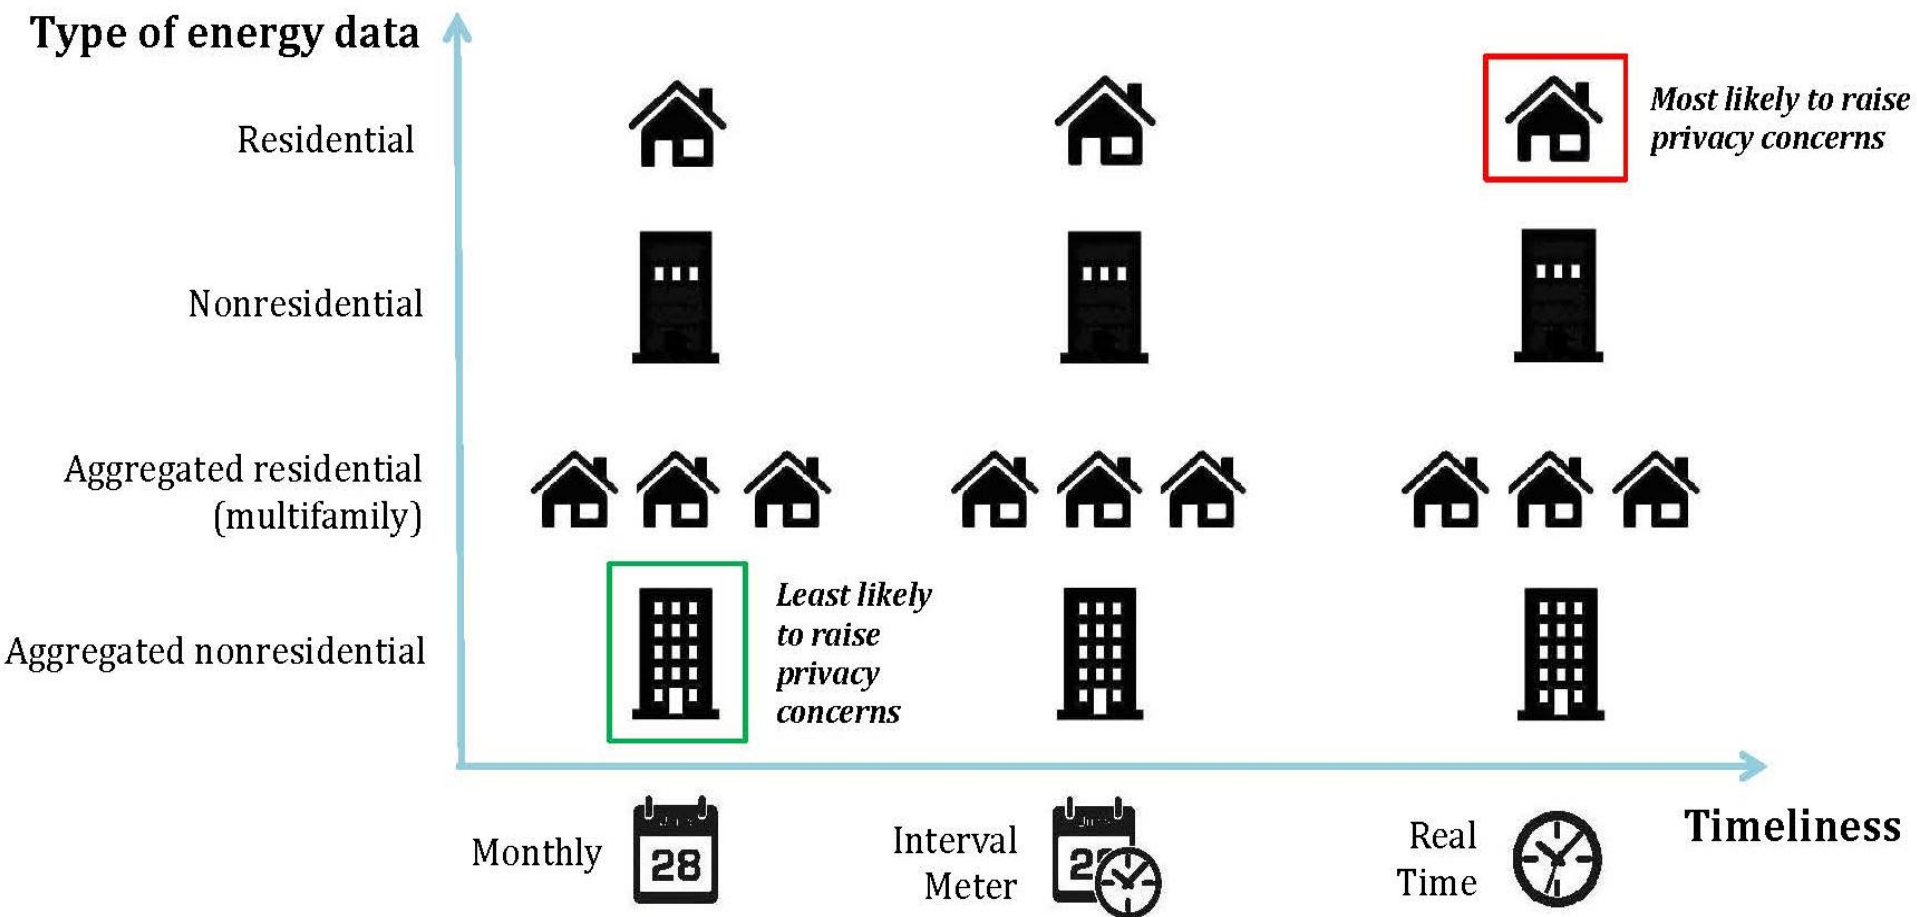 Type of energy data
Residential
Most likely to raise
privacy concerns
Nonresidential
Aggregated residential
(multifamily)
Least likely
to raise
privacy
concerns
Aggregated nonresidential
Monthly
28
Interval
Meter
Real
Time
Timeliness